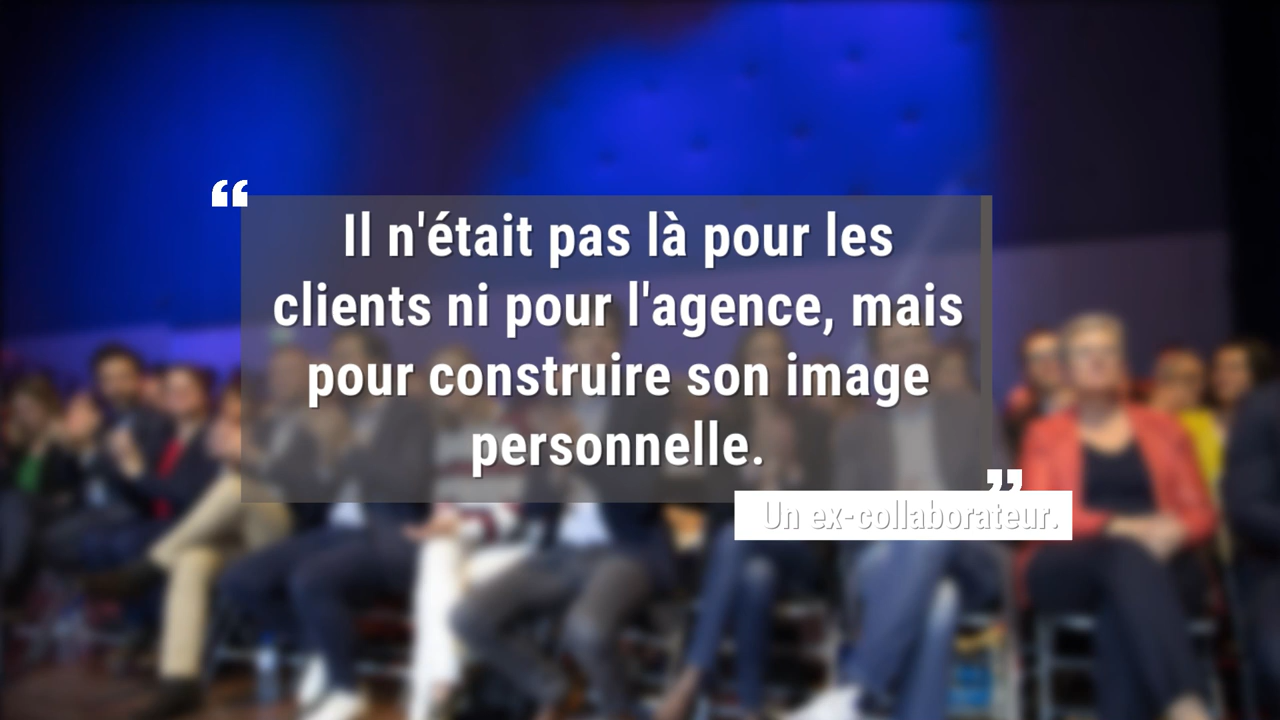 “
Il n'était pas là pour les
clients ni pour l'agence, mais
pour construire son image
personnelle.
”
Un ex-collaborateur.